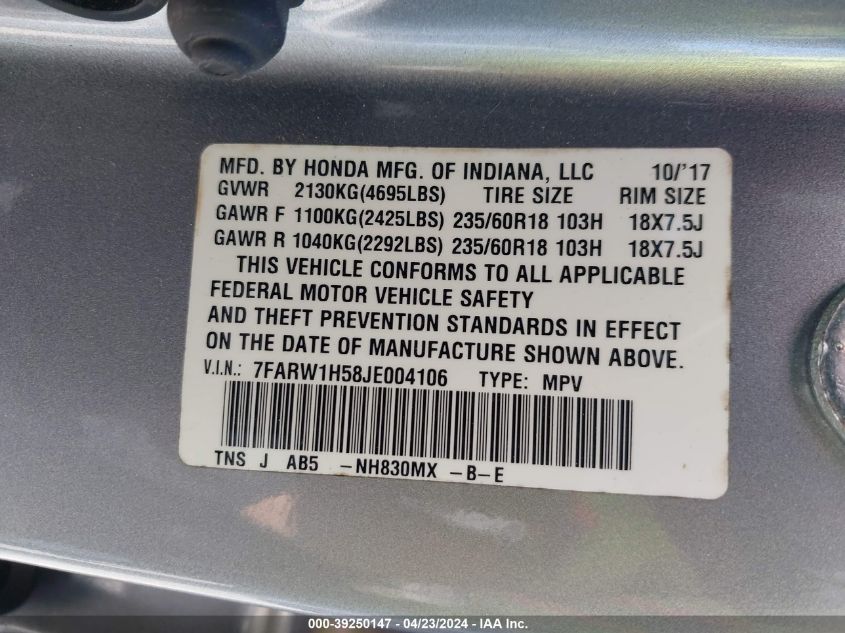 MFD. BY HONDA MFG. OF INDIANA, LLC 10/'17
GVWR 2130KG(4695LBS) TIRE SIZE RIM SIZE
GAWR F 1100KG(2425LBS) 235/60R18 103H 18X7.5J
GAWR R 1040KG(2292LBS) 235/60R18 103H 18X7.5J
THIS VEHICLE CONFORMS TO ALL APPLICABLE
FEDERAL MOTOR VEHICLE SAFETY
AND THEFT PREVENTION STANDARDS IN EFFECT
ON THE DATE OF MANUFACTURE SHOWN ABOVE.
V.I.N.: 7FARW1H58JE004106 TYPE: MPV
TNS J AB5 -NH830MX -B-E
000-39250147 - 04/23/2024 - IAAI.com